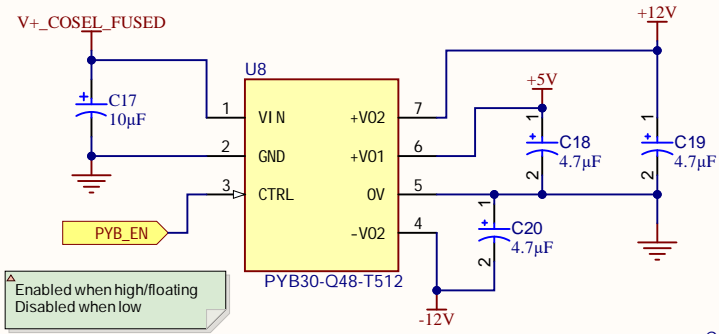 V+_COSEL_FUSED
+12V
U8
+5V
C17
10µF
1
VIN
+VO2
7
2
GND
+VO1
6
3
CTRL
0V
5
-VO2
4
1
C18
4.7µF
2
1
C19
4.7µF
2
1
C20
4.7µF
2
PYB_EN
PYB30-Q48-T512
-12V
Enabled when high/floating
Disabled when low